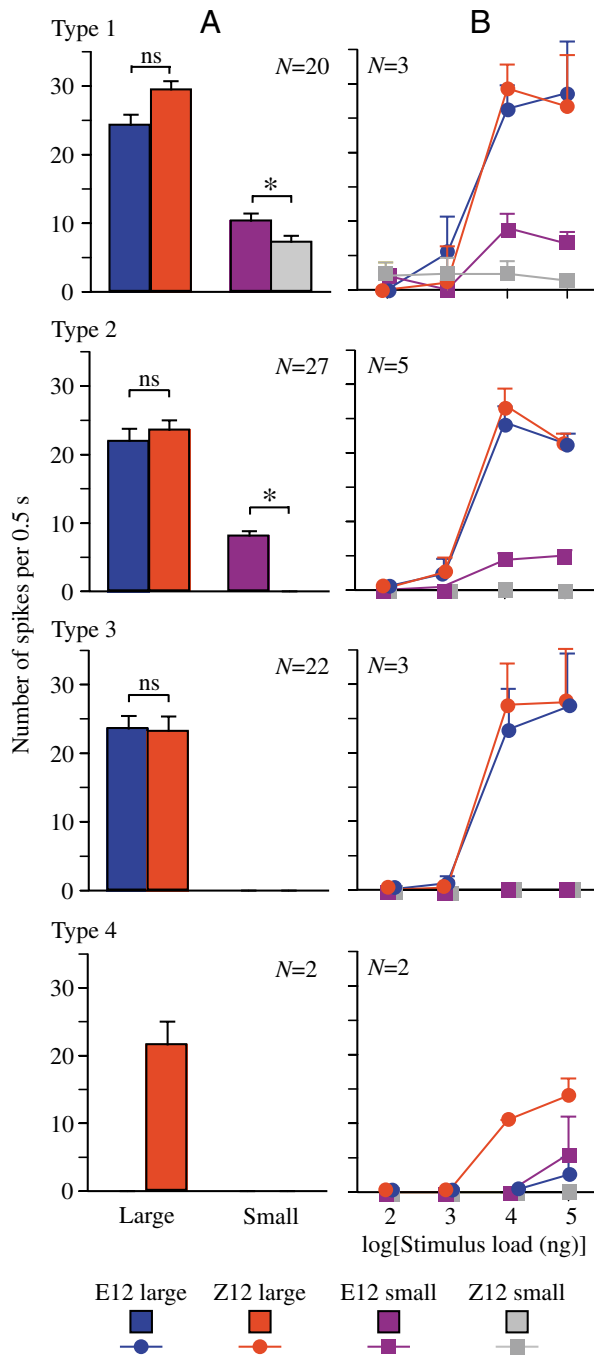 A B
Type 1
ns
N=20
N=3
*
30
20
10
0
Type 2
ns
N=27
N=5
*
30
20
10
0
Type 3
ns
N=22
N=3
30
20
10
0
Type 4
N=2
N=2
30
20
10
0
Number of spikes per 0.5 s
Large Small
2 3 4 5
log[Stimulus load (ng)]
E12 large Z12 large E12 small Z12 small